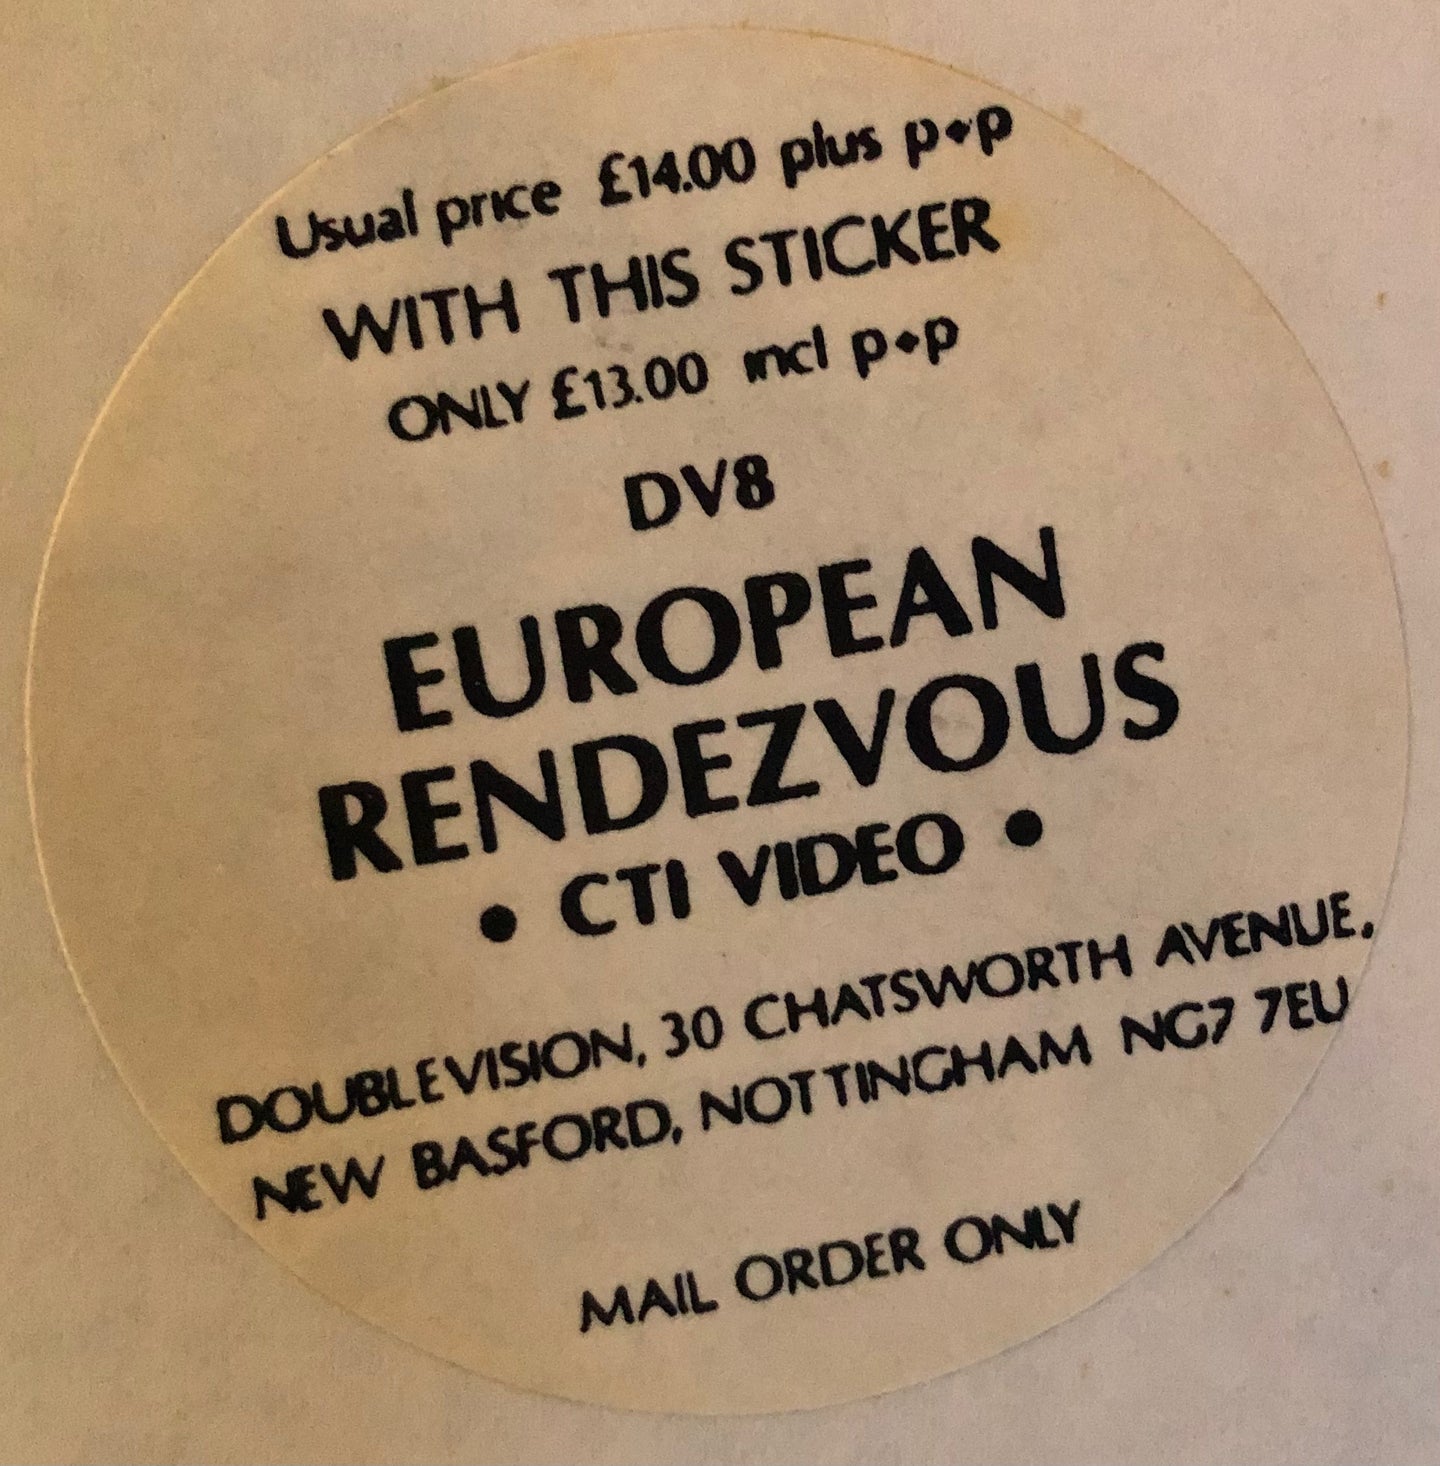 Usual price £14.00 plus p+p
WITH THIS STICKER
ONLY £13.00 incl p+p
DV8
EUROPEAN
RENDEZVOUS
• CTI VIDEO •
DOUBLEVISION, 30 CHATSWORTH AVENUE,
NEW BASFORD, NOTTINGHAM NG7 7EU
MAIL ORDER ONLY